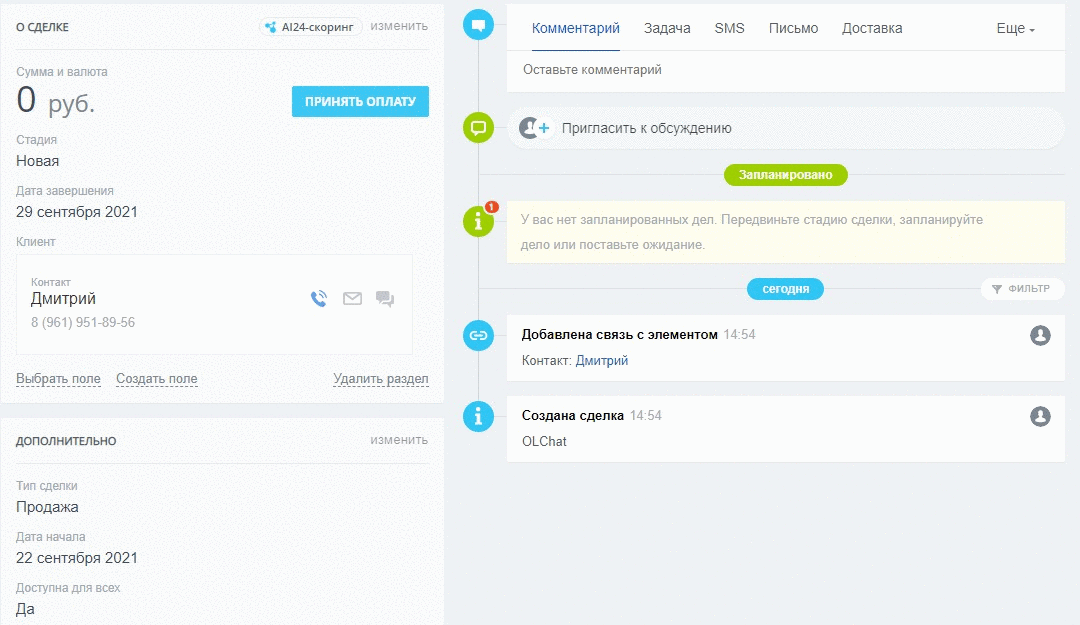 О СДЕЛКЕ
AI24-скоринг
изменить
Сумма и валюта
0 руб.
ПРИНЯТЬ ОПЛАТУ
Стадия
Новая
Дата завершения
29 сентября 2021
Клиент
Контакт
Дмитрий
8 (961) 951-89-56
Выбрать поле
Создать поле
Удалить раздел
ДОПОЛНИТЕЛЬНО
изменить
Тип сделки
Продажа
Дата начала
22 сентября 2021
Доступна для всех
Да
Комментарий
Задача
SMS
Письмо
Доставка
Еще
Оставьте комментарий
Пригласить к обсуждению
Запланировано
1
У вас нет запланированных дел. Передвиньте стадию сделки, запланируйте
дело или поставьте ожидание.
сегодня
ФИЛЬТР
Добавлена связь с элементом 14:54
Контакт: Дмитрий
Создана сделка 14:54
OLChat